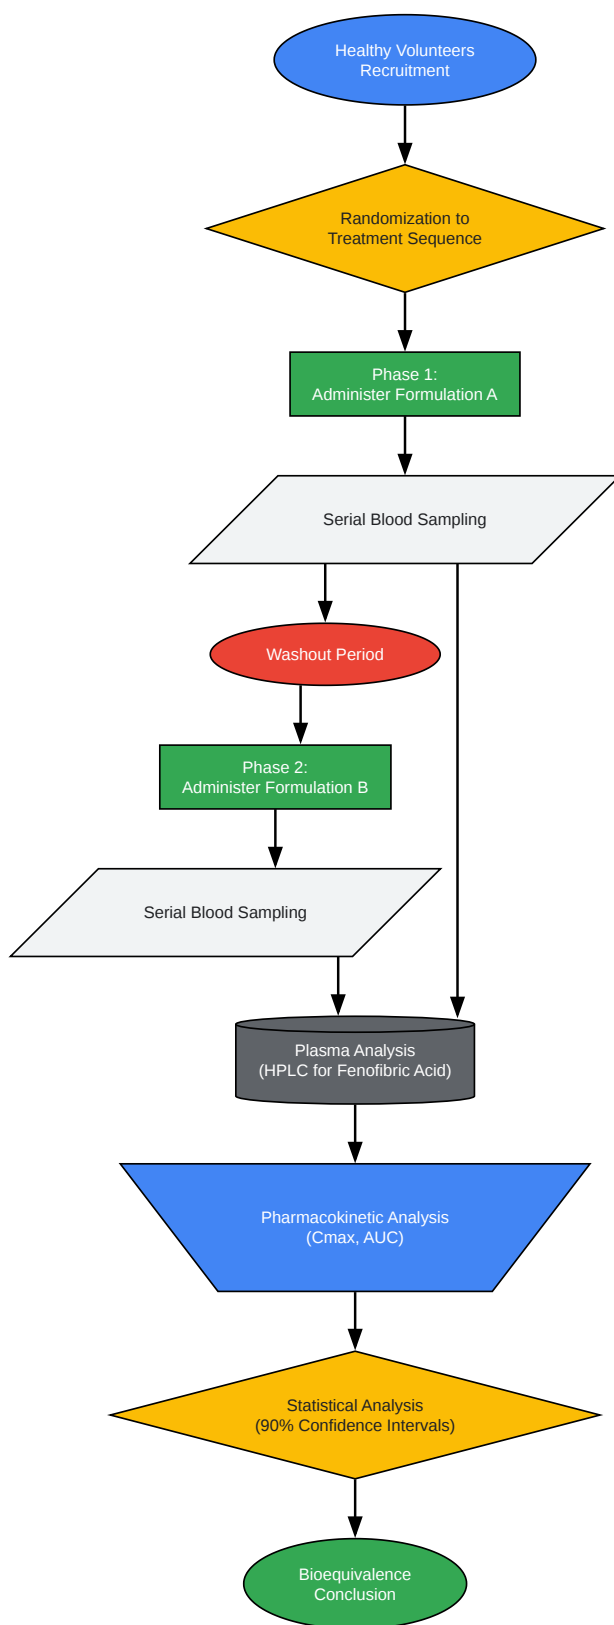 Healthy Volunteers
Recruitment
Randomization to
Treatment Sequence
Phase 1:
Administer Formulation A
Serial Blood Sampling
Washout Period
Phase 2:
Administer Formulation B
Serial Blood Sampling
Plasma Analysis
(HPLC for Fenofibric Acid)
Pharmacokinetic Analysis
(Cmax, AUC)
Statistical Analysis
(90% Confidence Intervals)
Bioequivalence
Conclusion